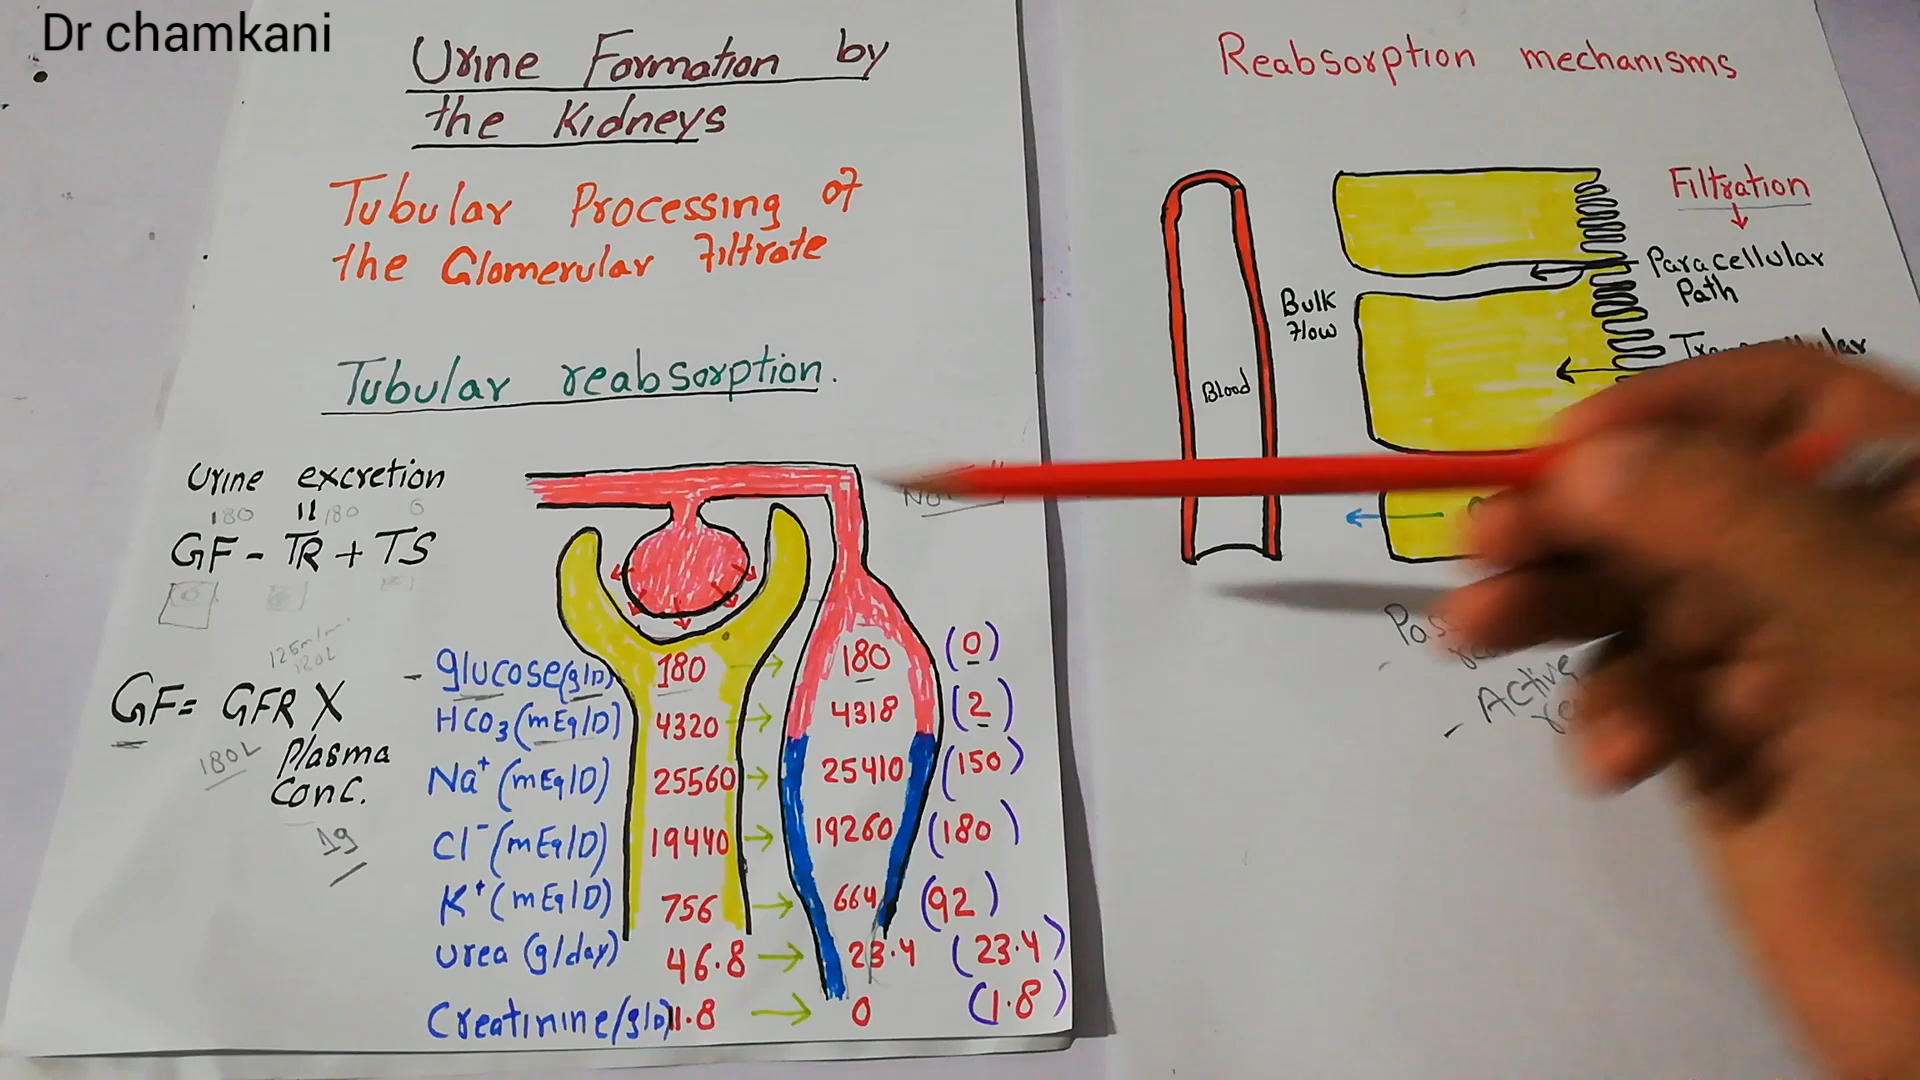 Dr chamkani
Urine Formation by
the Kidneys
Tubular Processing of
the Glomerular Filtrate
Tubular reabsorption.
Urine excretion
180 180 0
GF - TR + TS
125m/min
180L
GF = GFR X
180L Plasma
conc.
1g
- glucose(g/D) 180 180 (0)
HCO3(mEq/D) 4320 4318 (2)
Na+(mEq/D) 25560 25410 (150)
Cl-(mEq/D) 19440 19260 (180)
K+(mEq/D) 756 664 (92)
Urea (g/day) 46.8 23.4 (23.4)
Creatinine/(g/D) 1.8 0 (1.8)
Reabsorption mechanisms
Filtration
Paracellular
Path
Bulk
Flow
Blood
- Active